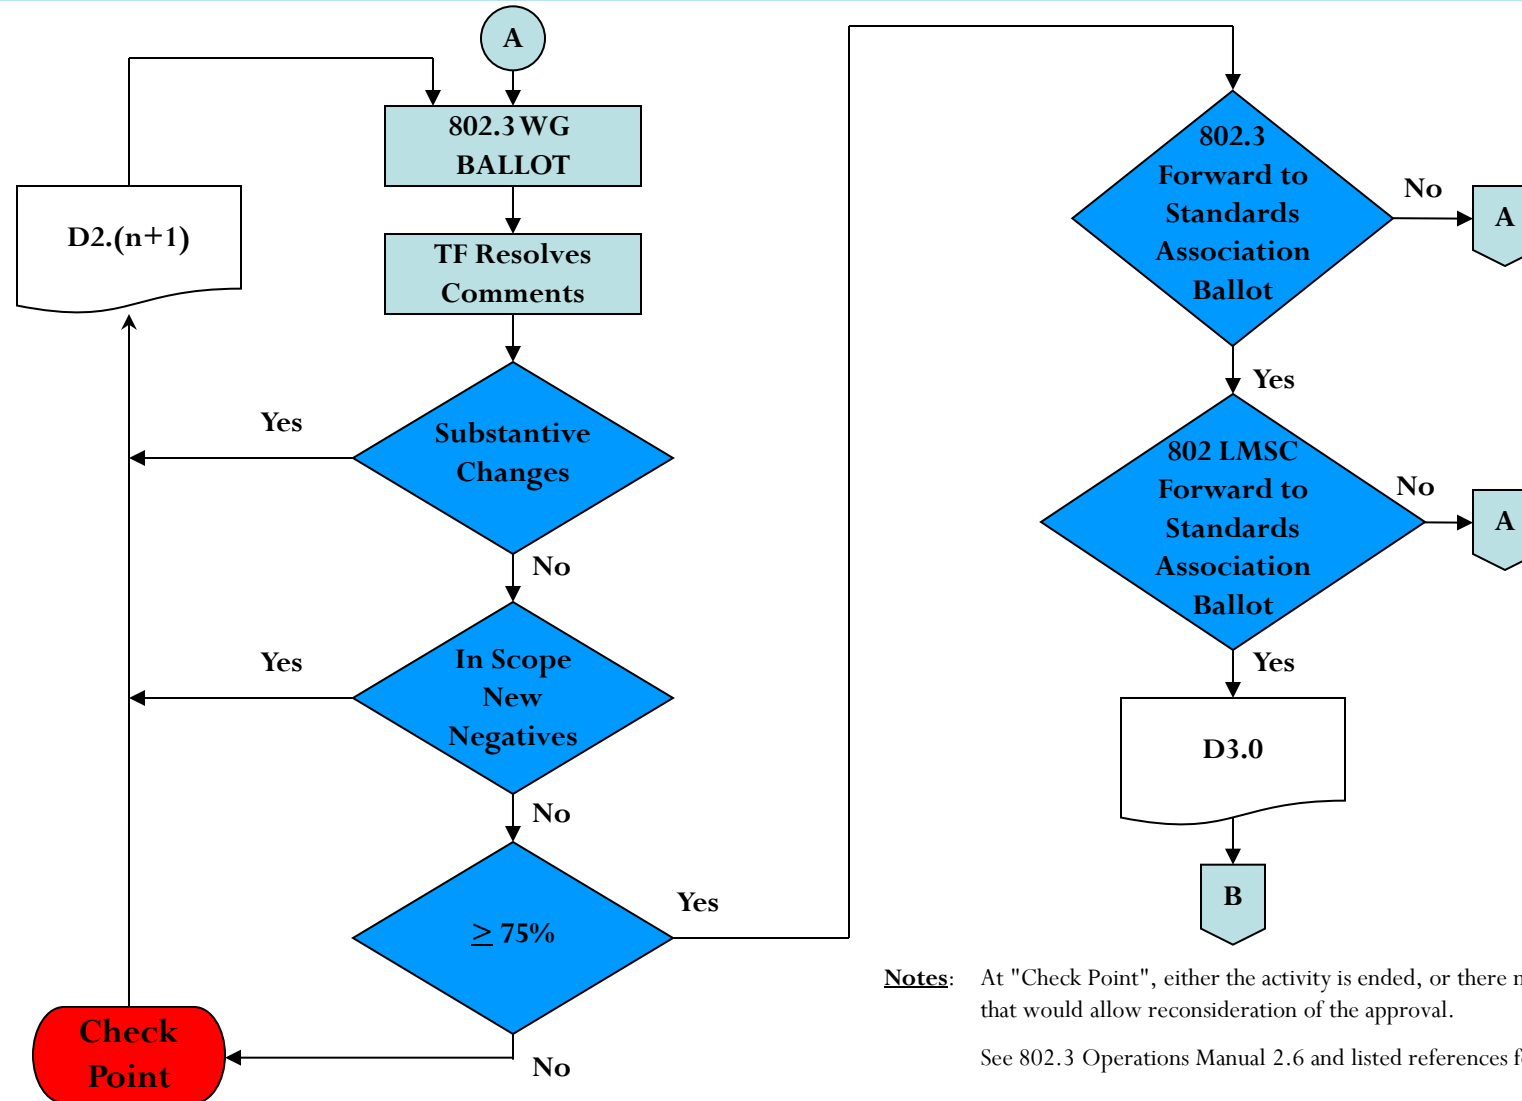 A
802.3 WG
BALLOT
D2.(n+1)
TF Resolves
Comments
Yes
Substantive
Changes
No
Yes
In Scope
New
Negatives
No
≥ 75%
Yes
No
Check
Point
802.3
Forward to
Standards
Association
Ballot
No
A
Yes
802 LMSC
Forward to
Standards
Association
Ballot
No
A
Yes
D3.0
B
Notes: At "Check Point", either the activity is ended, or there
that would allow reconsideration of the approval.
See 802.3 Operations Manual 2.6 and listed references